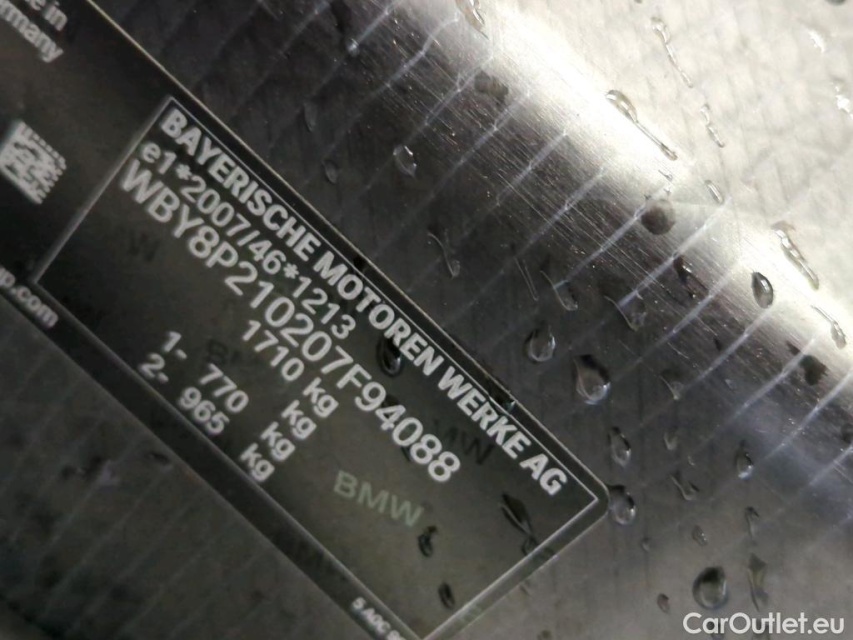 BAYERISCHE MOTOREN WERKE AG
e1*2007/46*1213
WBY8P210207F94088
1710 kg
kg
1- 770 kg
2- 965 kg
BMW
CarOutlet.eu